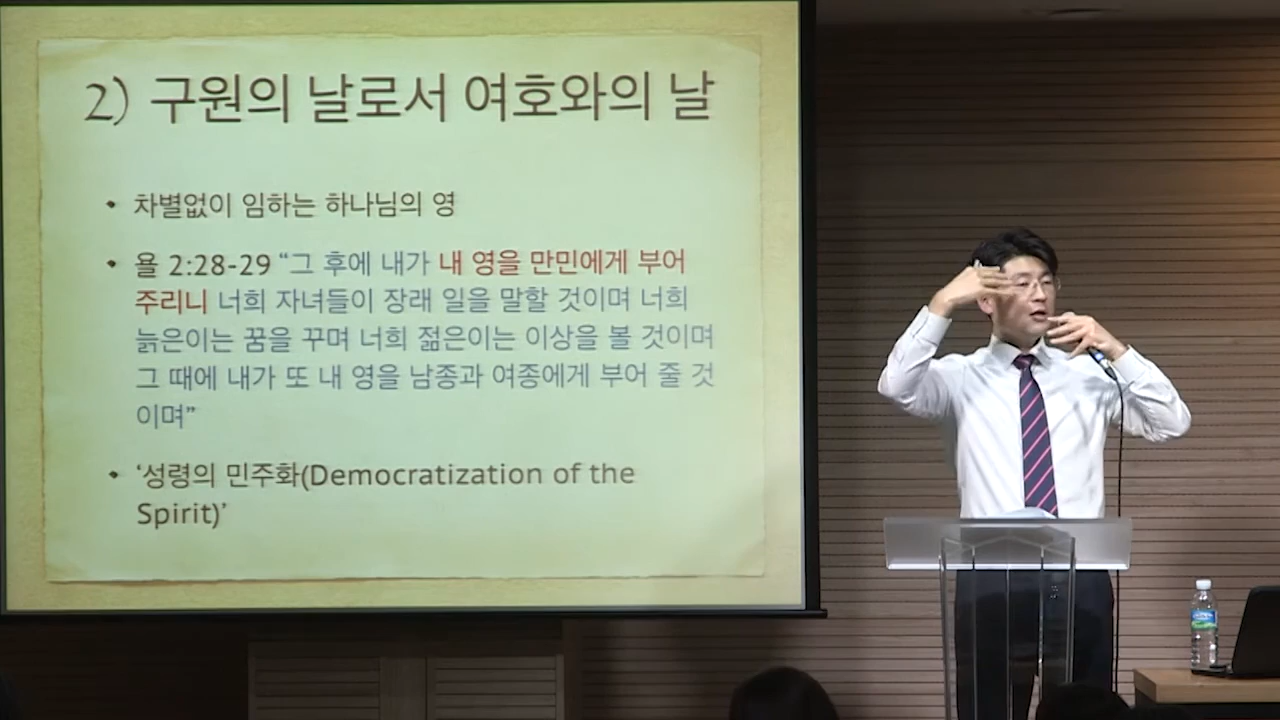 2) 구원의 날로서 여호와의 날
• 차별없이 임하는 하나님의 영
• 욜 2:28-29 “그 후에 내가 내 영을 만민에게 부어
주리니 너희 자녀들이 장래 일을 말할 것이며 너희
늙은이는 꿈을 꾸며 너희 젊은이는 이상을 볼 것이며
그 때에 내가 또 내 영을 남종과 여종에게 부어 줄 것
이며”
• ‘성령의 민주화(Democratization of the
Spirit)’